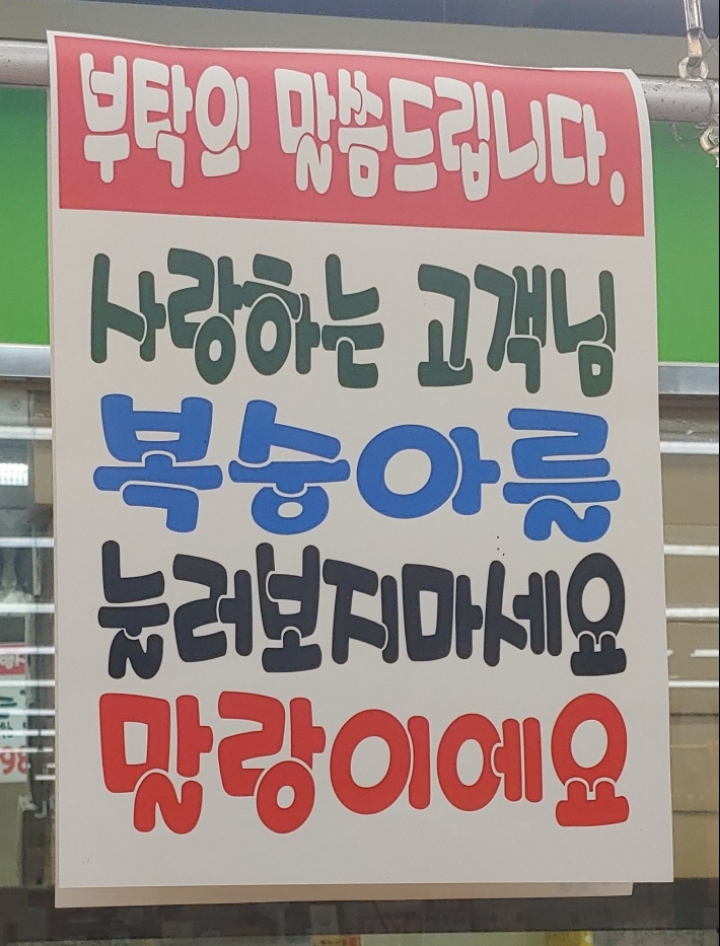 부탁의 말씀드립니다.
사랑하는 고객님
복숭아를
눌러보지마세요
말랑이에요